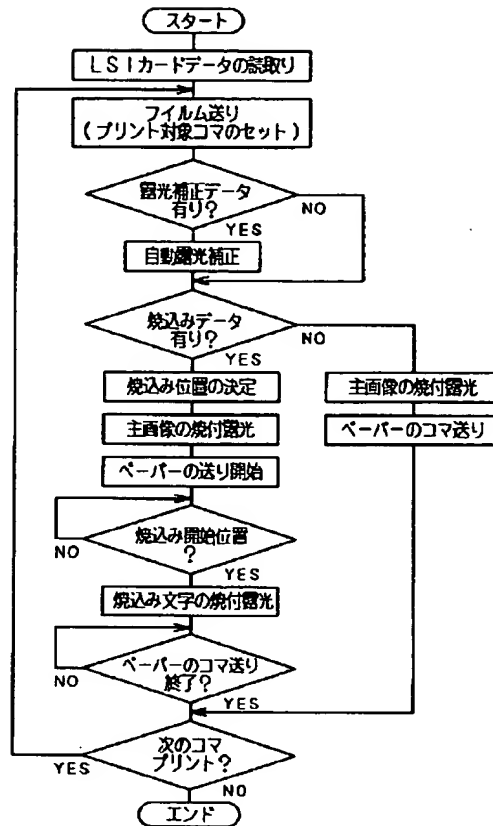 スタート
LSIカードデータの読取り
フイルム送り
(プリント対象コマのセット)
露光補正データ
有り?
NO
YES
自動露光補正
焼込みデータ
有り?
NO
YES
焼込み位置の決定
主画像の焼付露光
主画像の焼付露光
ペーパーのコマ送り
ペーパーの送り開始
焼込み開始位置
?
NO
YES
焼込み文字の焼付露光
ペーパーのコマ送り
終了?
NO
YES
次のコマ
プリント?
YES
NO
エンド